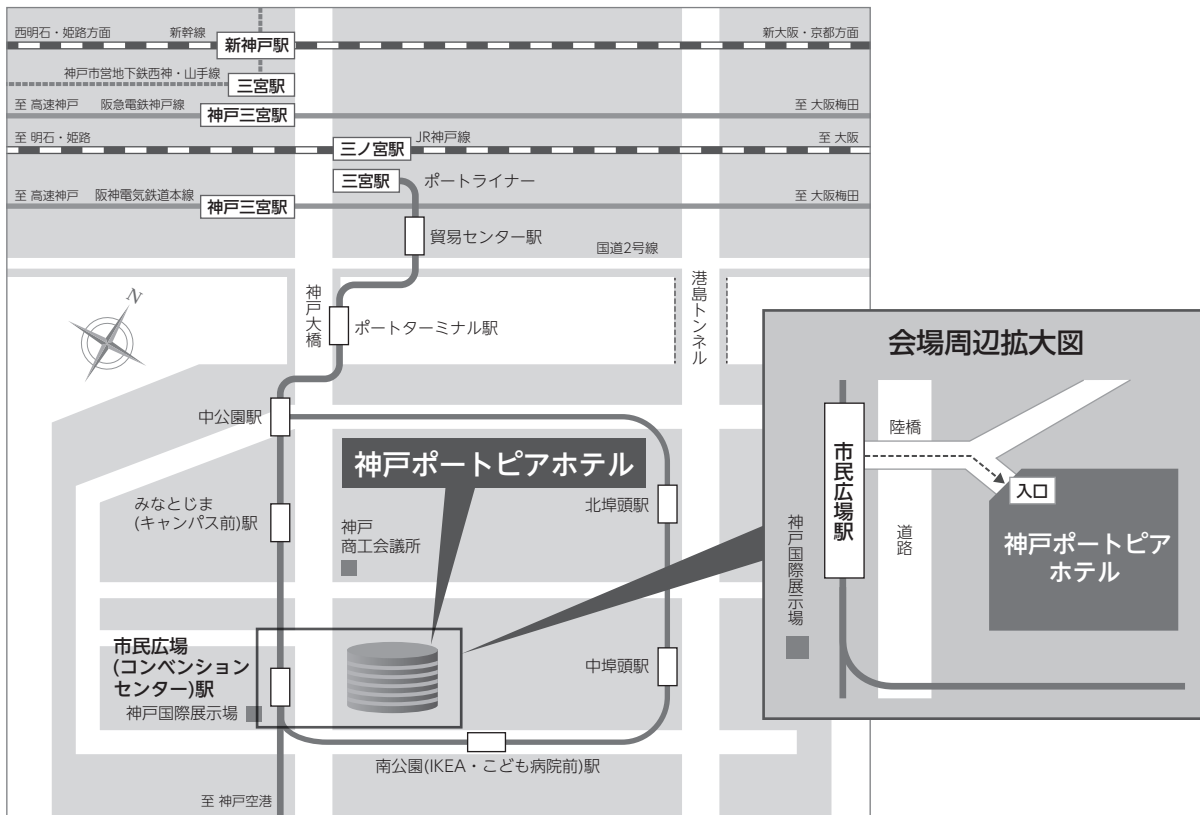 西明石・姫路方面
新幹線
新神戸駅
新大阪・京都方面
神戸市営地下鉄西神・山手線
三宮駅
至 高速神戸
阪急電鉄神戸線
神戸三宮駅
至 大阪梅田
至 明石・姫路
三ノ宮駅
JR神戸線
至 大阪
三宮駅
ポートライナー
至 高速神戸
阪神電気鉄道本線
神戸三宮駅
至 大阪梅田
貿易センター駅
国道2号線
N
神戸大橋
ポートターミナル駅
港島トンネル
中公園駅
神戸ポートピアホテル
みなとじま
(キャンパス前)駅
神戸
商工会議所
北埠頭駅
市民広場
(コンベンション
センター)駅
神戸国際展示場
中埠頭駅
南公園(IKEA・こども病院前)駅
至 神戸空港
会場周辺拡大図
市民広場駅
陸橋
入口
道路
神戸国際展示場
神戸ポートピア
ホテル